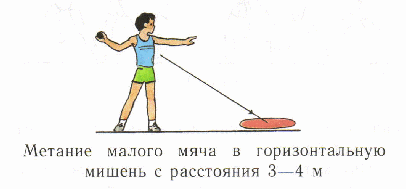 Метание малого мяча в горизонтальную
мишень с расстояния 3—4 м